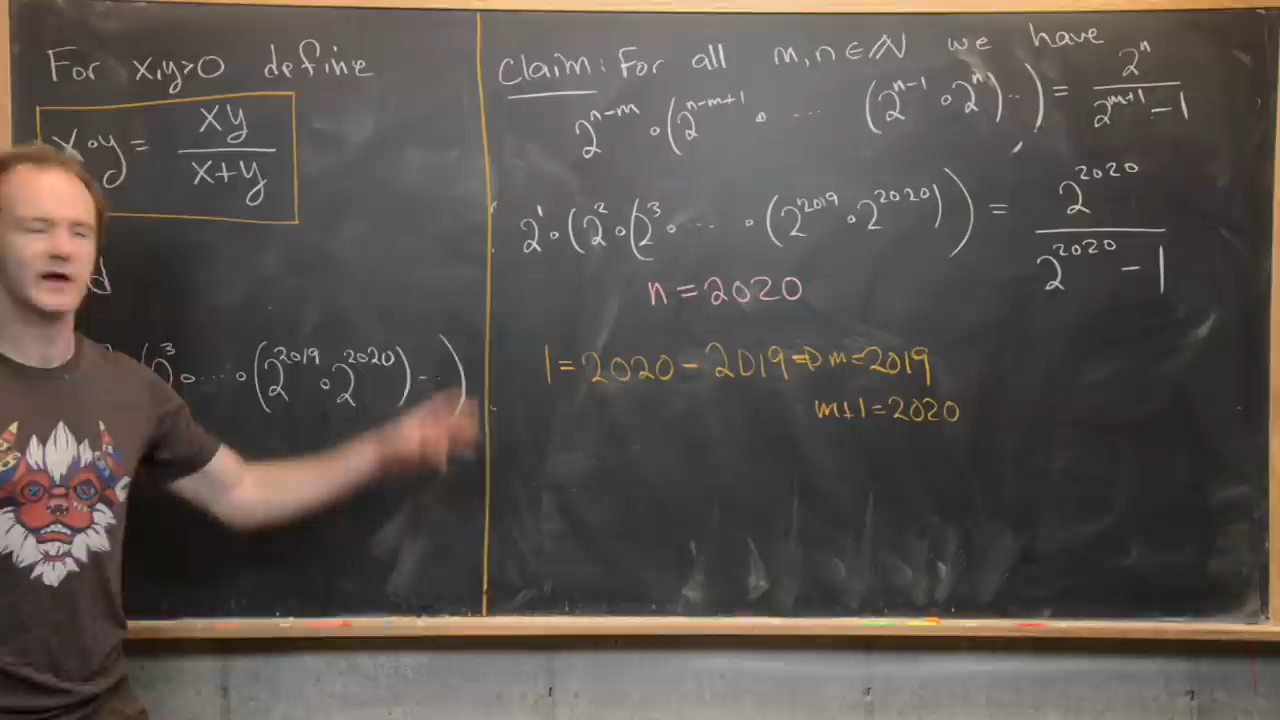 For x,y>0 define
x∘y = xy/(x+y)
d
(2^3∘⋯∘(2^2019∘2^2020)⋯)
Claim: For all m,n∈ℕ we have
2^(n-m)∘(2^(n-m+1)∘⋯(2^(n-1)∘2^n)⋯) = 2^n/(2^(m+1)-1),
2^1∘(2^2∘(2^3∘⋯∘(2^2019∘2^2020))) = 2^2020/(2^2020-1)
n=2020
1=2020-2019⇒m=2019
m+1=2020